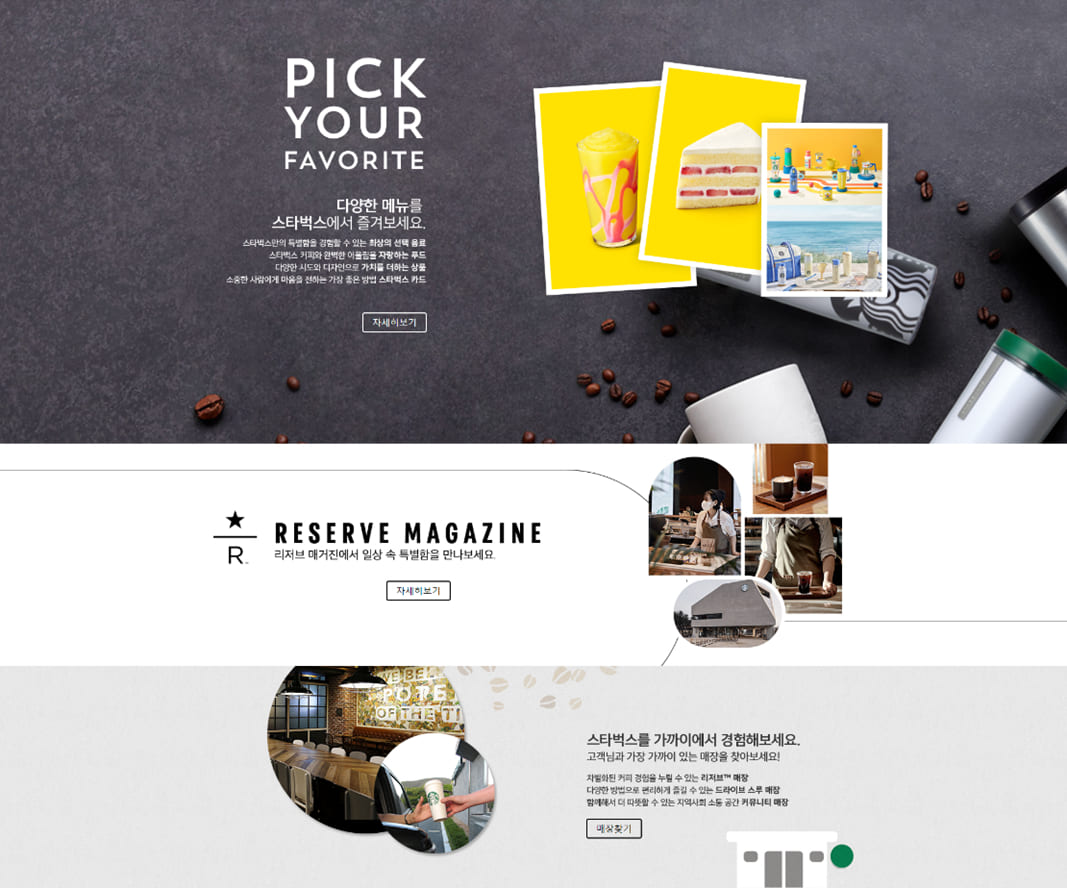 PICK
YOUR
FAVORITE
다양한 메뉴를
스타벅스에서 즐겨보세요.
스타벅스만의 특별함을 경험할 수 있는 최상의 선택 음료
스타벅스 커피와 완벽한 어울림을 자랑하는 푸드
다양한 시도와 디자인으로 가치를 더하는 상품
소중한 사람에게 마음을 전하는 가장 좋은 방법 스타벅스 카드
자세히보기
R
RESERVE MAGAZINE
리저브 매거진에서 일상 속 특별함을 만나보세요.
자세히보기
OF THE
스타벅스를 가까이에서 경험해보세요.
고객님과 가장 가까이 있는 매장을 찾아보세요!
차별화된 커피 경험을 누릴 수 있는 리저브™ 매장
다양한 방법으로 편리하게 즐길 수 있는 드라이브 스루 매장
함께해서 더 따뜻할 수 있는 지역사회 소통 공간 커뮤니티 매장
매장찾기